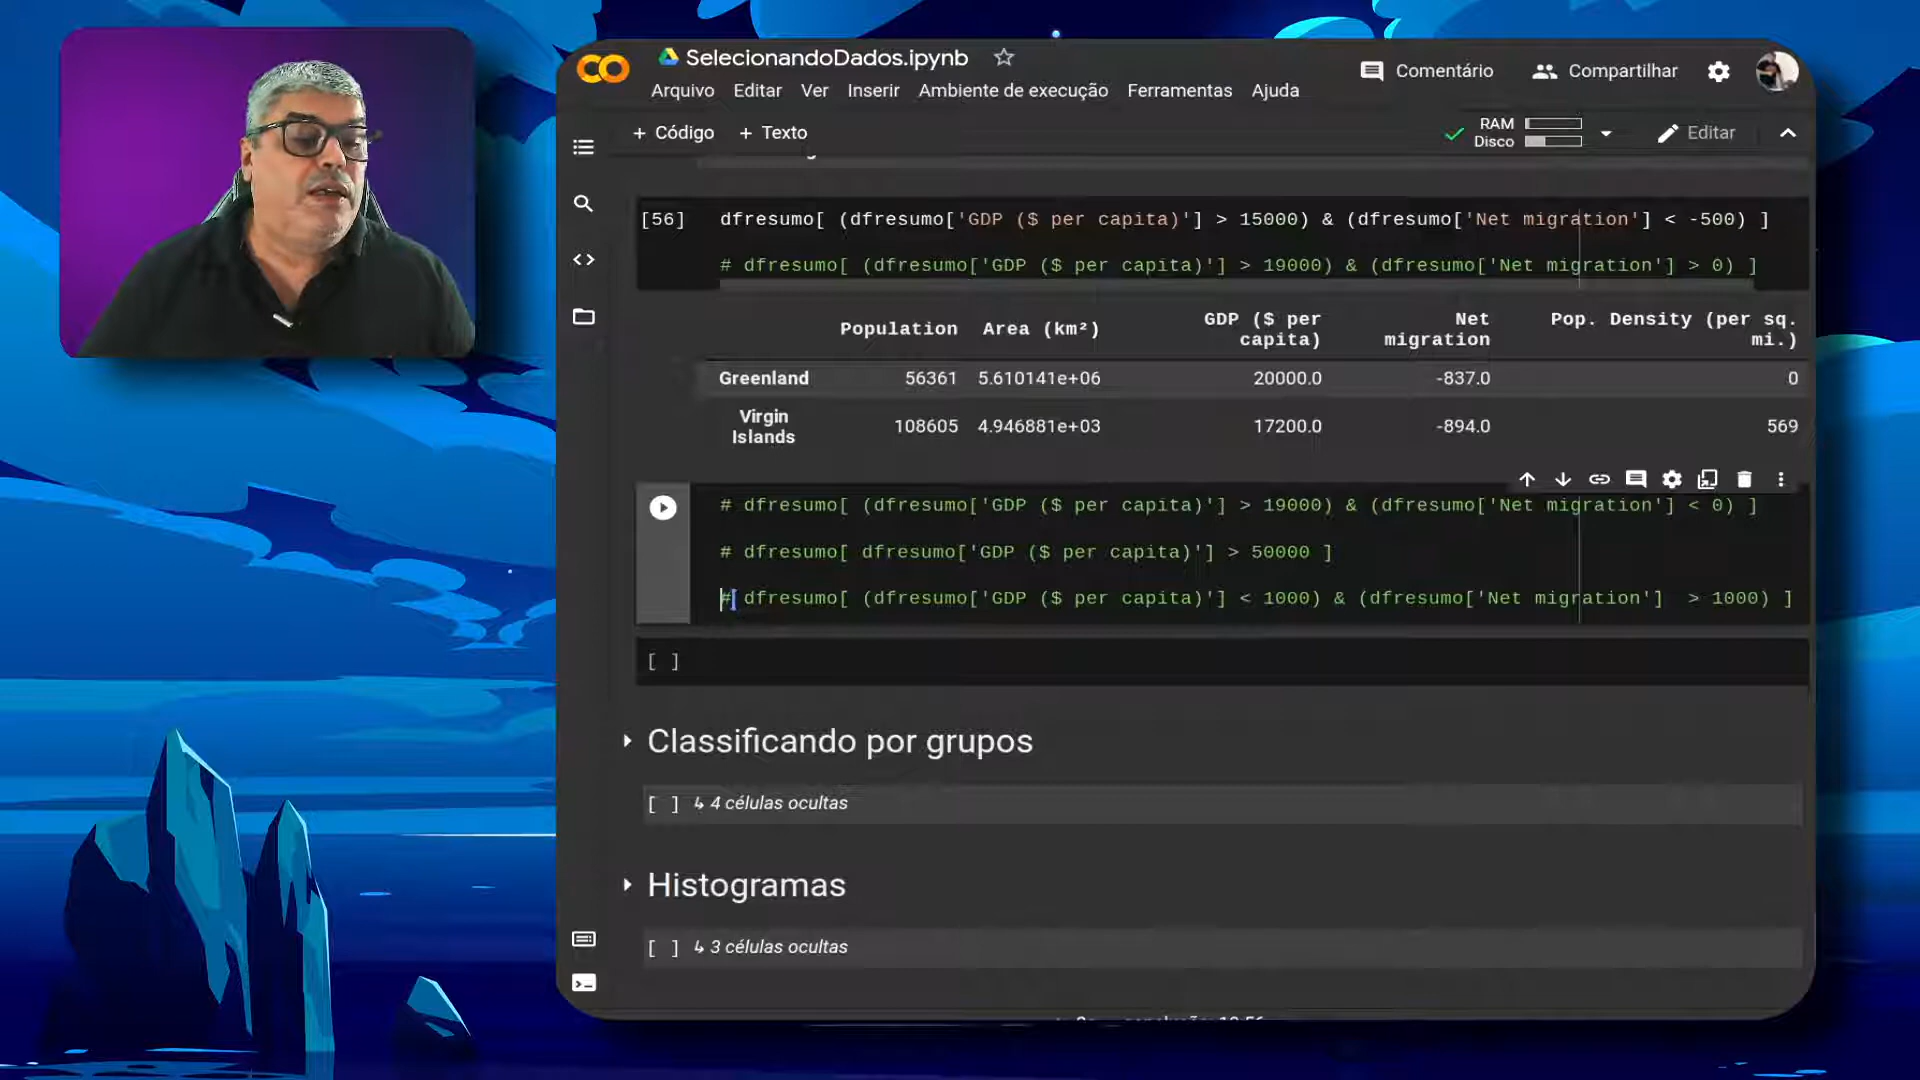 SelecionandoDados.ipynb
Arquivo Editar Ver Inserir Ambiente de execução Ferramentas Ajuda
Comentário Compartilhar
+ Código + Texto
RAM
Disco
Editar
[56] dfresumo[ (dfresumo['GDP ($ per capita)'] > 15000) & (dfresumo['Net migration'] < -500) ]
# dfresumo[ (dfresumo['GDP ($ per capita)'] > 19000) & (dfresumo['Net migration'] > 0) ]
Population Area (km²) GDP ($ per capita) Net migration Pop. Density (per sq. mi.)
Greenland 56361 5.610141e+06 20000.0 -837.0 0
Virgin Islands 108605 4.946881e+03 17200.0 -894.0 569
# dfresumo[ (dfresumo['GDP ($ per capita)'] > 19000) & (dfresumo['Net migration'] < 0) ]
# dfresumo[ dfresumo['GDP ($ per capita)'] > 50000 ]
# dfresumo[ (dfresumo['GDP ($ per capita)'] < 1000) & (dfresumo['Net migration']  > 1000) ]
[ ]
Classificando por grupos
[ ] ↳ 4 células ocultas
Histogramas
[ ] ↳ 3 células ocultas